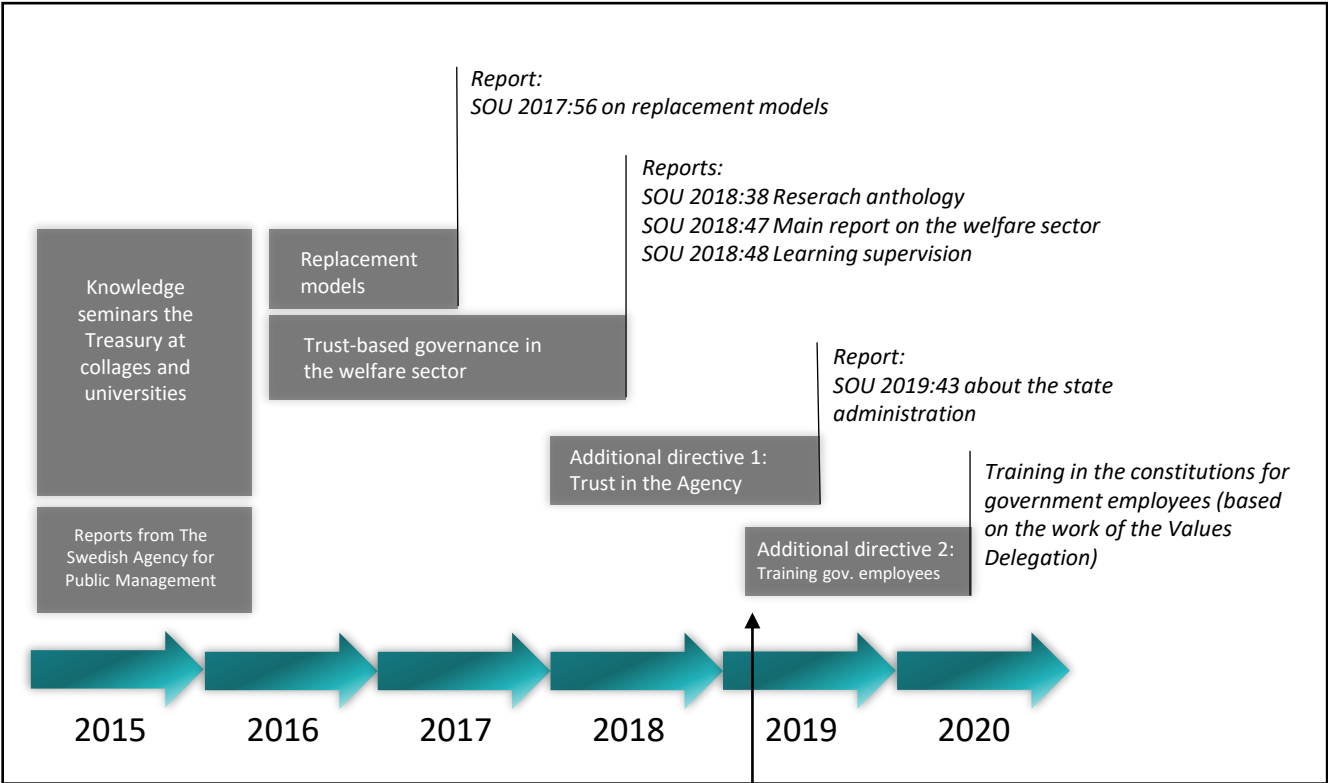 Report:
SOU 2017:56 on replacement models
Reports:
SOU 2018:38 Reserach anthology
SOU 2018:47 Main report on the welfare sector
SOU 2018:48 Learning supervision
Knowledge
seminars the
Treasury at
collages and
universities
Replacement
models
Trust-based governance in
the welfare sector
Report:
SOU 2019:43 about the state
administration
Additional directive 1:
Trust in the Agency
Training in the constitutions for
government employees (based
on the work of the Values
Delegation)
Reports from The
Swedish Agency for
Public Management
Additional directive 2:
Training gov. employees
2015
2016
2017
2018
2019
2020